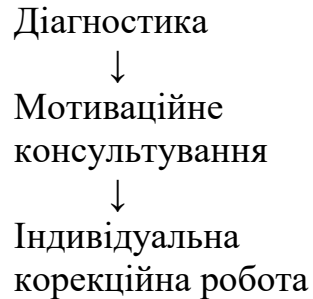 Діагностика
↓
Мотиваційне
консультування
↓
Індивідуальна
корекційна робота